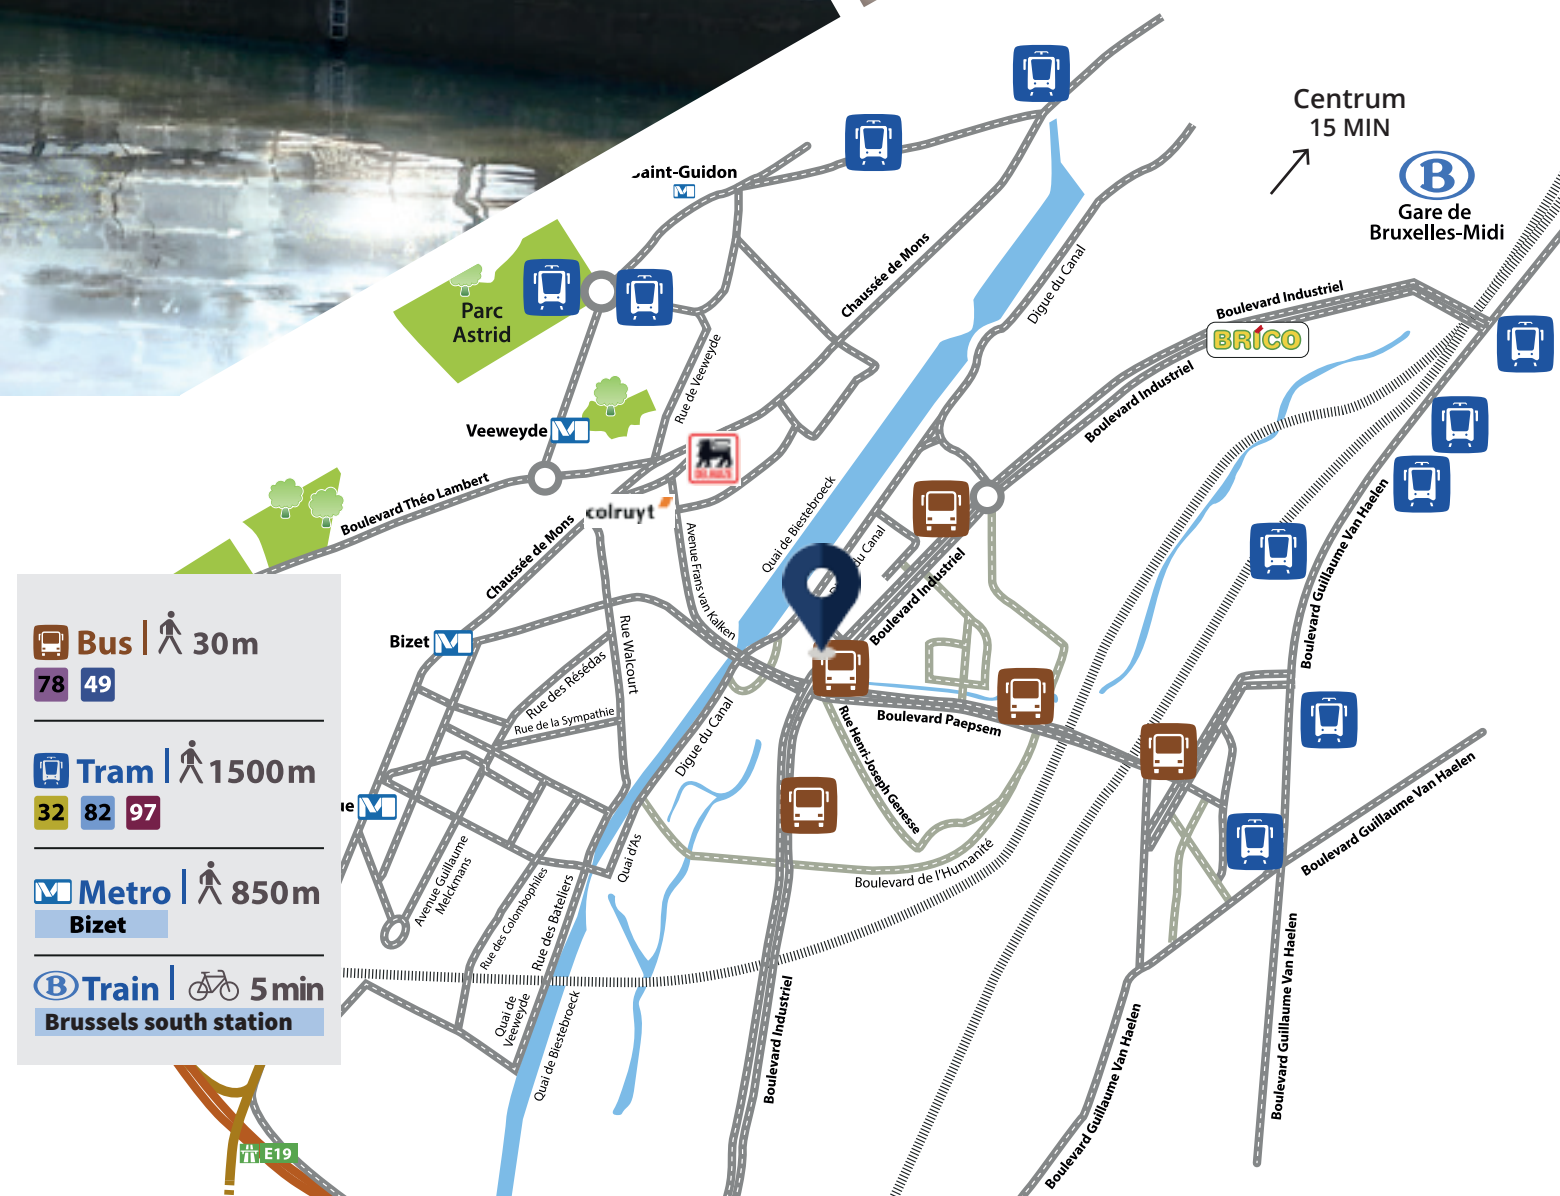 Centrum
15 MIN
B
Gare de
Bruxelles-Midi
aint-Guidon
M
Chaussée de Mons
Digue du Canal
Parc
Astrid
Boulevard Industriel
BRICO
Boulevard Industriel
Rue de Veeweyde
Veeweyde M
Boulevard Théo Lambert
colruyt
Chaussée de Mons
Avenue Frans van Kalken
Quai de Biestebroeck
du Canal
Boulevard Industriel
Boulevard Guillaume Van Haelen
Bizet M
Rue Walcourt
Rue des Résédas
Rue de la Sympathie
Digue du Canal
Boulevard Paepsem
Rue Henri-Joseph Genesse
Boulevard de l'Humanité
Boulevard Guillaume Van Haelen
ue M
Quai d'As
Avenue Guillaume
Melckmans
Rue des Colombophiles
Rue des Bateliers
Quai de
Veeweyde
Quai de Biestebroeck
Boulevard Industriel
Boulevard Guillaume Van Haelen
Boulevard Guillaume Van Haelen
Bus | 30m
78 49
Tram | 1500m
32 82 97
M Metro | 850m
Bizet
B Train | 5min
Brussels south station
E19